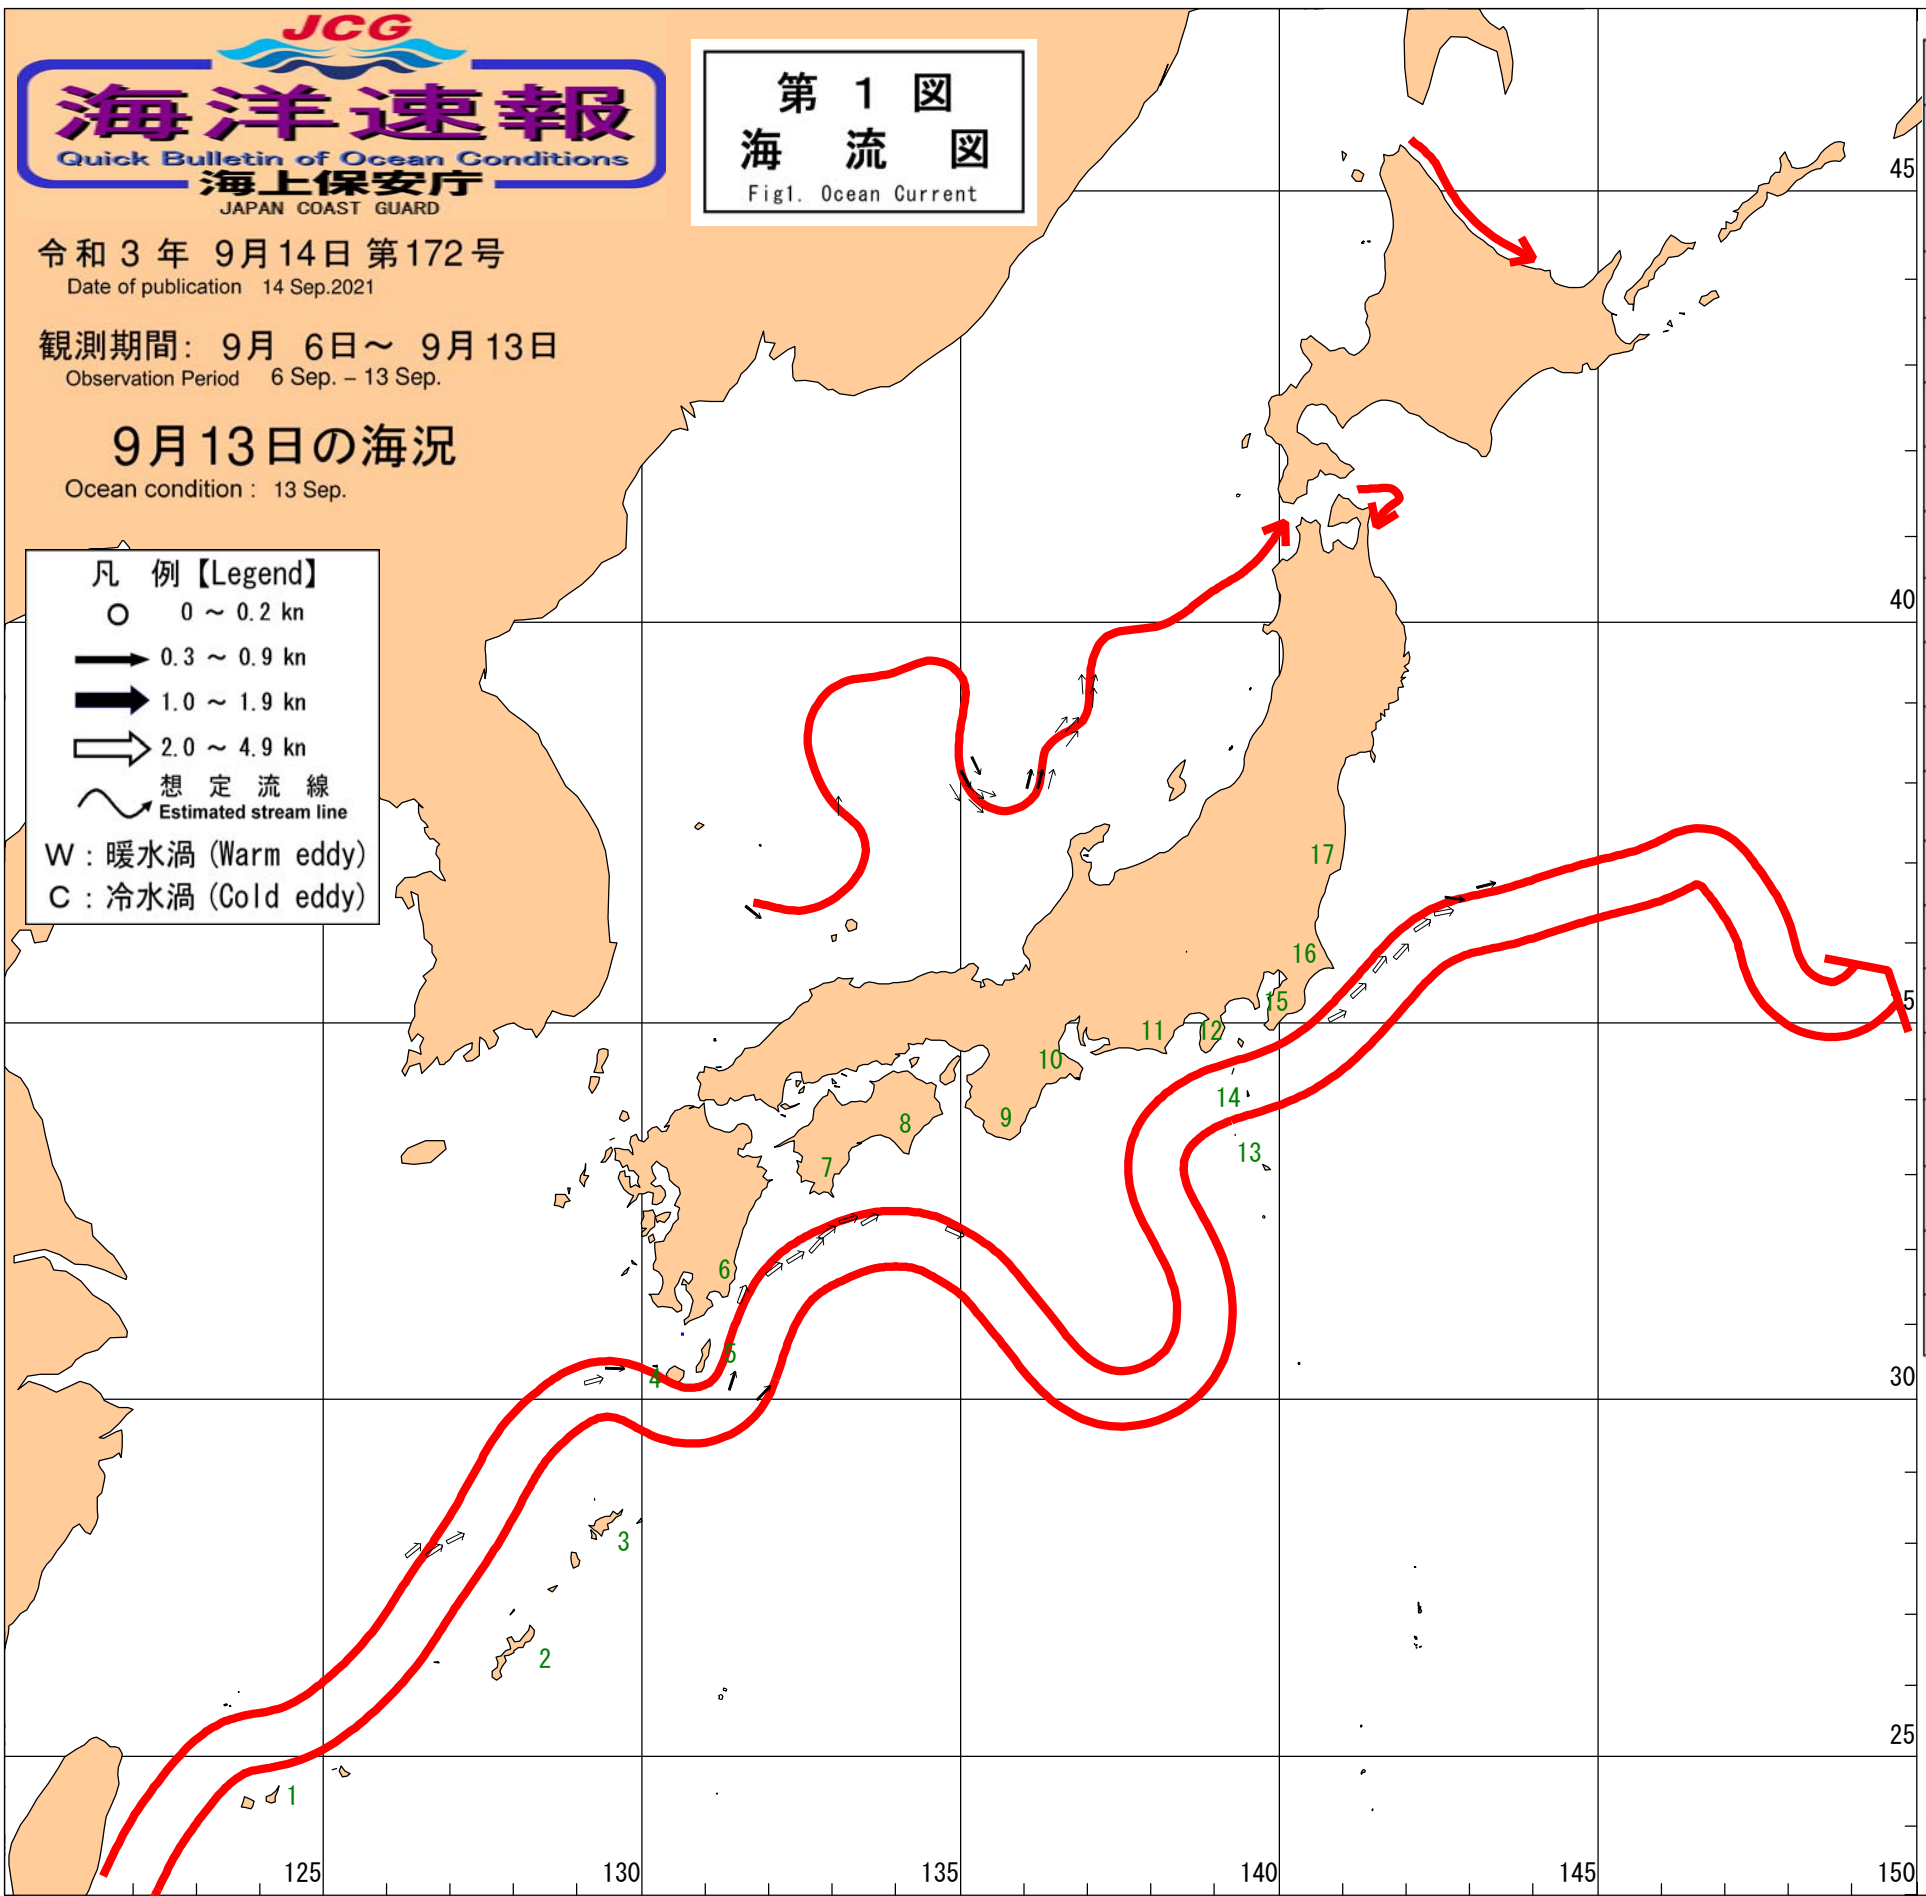 JCG
海洋速報
Quick Bulletin of Ocean Conditions
海上保安庁
JAPAN COAST GUARD
第 1 図
海 流 図
Fig1. Ocean Current
令和 3 年 9月14日 第172号
Date of publication 14 Sep.2021
観測期間: 9月 6日～ 9月13日
Observation Period 6 Sep. – 13 Sep.
9月13日の海況
Ocean condition : 13 Sep.
凡 例【Legend】
0 ～ 0.2 kn
0.3 ～ 0.9 kn
1.0 ～ 1.9 kn
2.0 ～ 4.9 kn
想 定 流 線
Estimated stream line
W : 暖水渦 (Warm eddy)
C : 冷水渦 (Cold eddy)
45
40
35
30
25
17
16
15
12
11
10
14
13
9
8
7
6
5
4
3
2
1
125
130
135
140
145
150